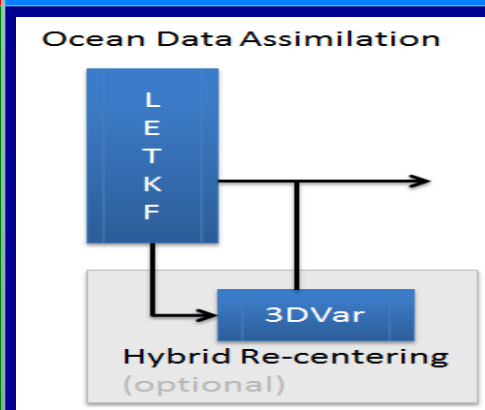 Ocean Data Assimilation
L
E
T
K
F
3DVar
Hybrid Re-centering
(optional)